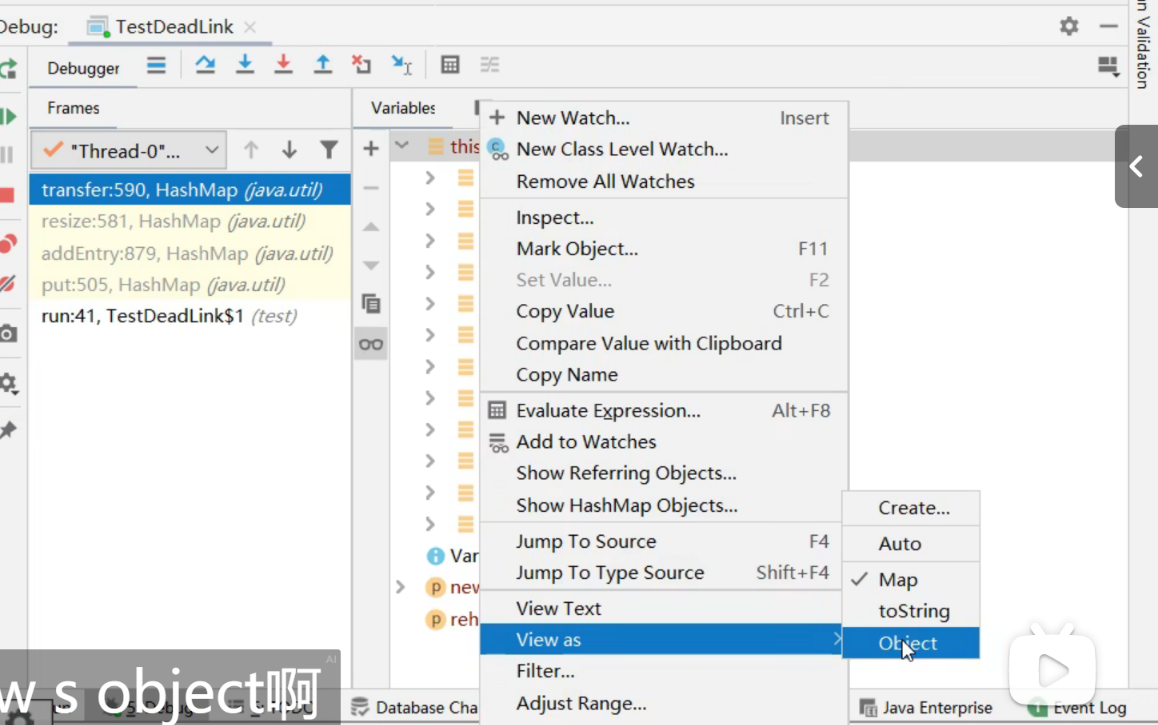 Debug:
TestDeadLink
Debugger
Frames
Variables
"Thread-0"...
transfer:590, HashMap (java.util)
resize:581, HashMap (java.util)
addEntry:879, HashMap (java.util)
put:505, HashMap (java.util)
run:41, TestDeadLink$1 (test)
this
Var
new
reh
New Watch... Insert
New Class Level Watch...
Remove All Watches
Inspect...
Mark Object... F11
Set Value... F2
Copy Value Ctrl+C
Compare Value with Clipboard
Copy Name
Evaluate Expression... Alt+F8
Add to Watches
Show Referring Objects...
Show HashMap Objects...
Jump To Source F4
Jump To Type Source Shift+F4
View Text
View as
Filter...
Adjust Range...
Create...
Auto
Map
toString
Object
n Validation
AI
w s object啊
Database Cha
Java Enterprise
Event Log